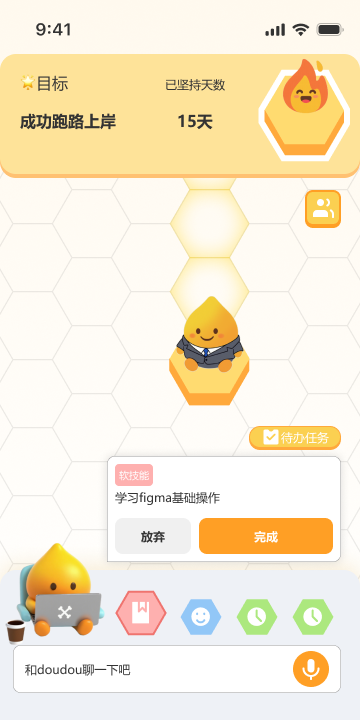 9:41
目标
已坚持天数
成功跑路上岸
15天
待办任务
软技能
学习figma基础操作
放弃
完成
和doudou聊一下吧